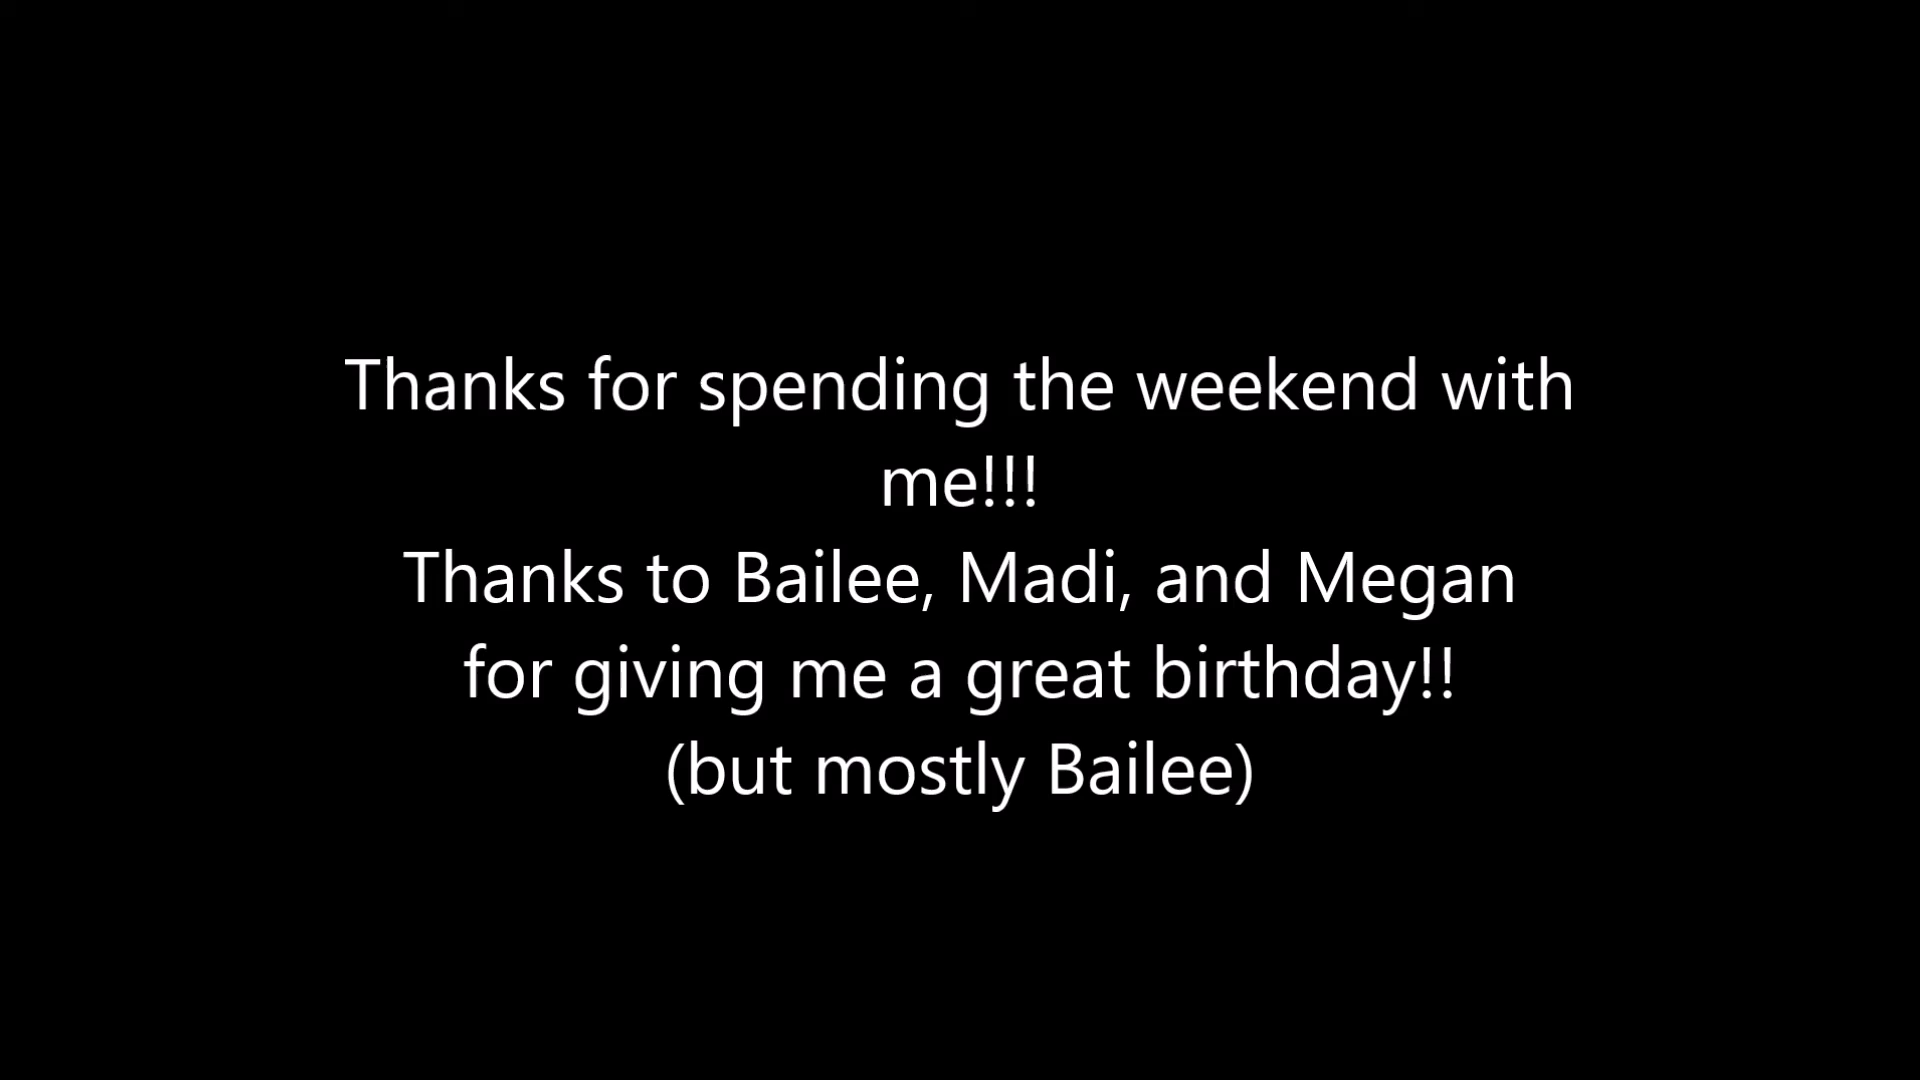 Thanks for spending the weekend with
me!!!
Thanks to Bailee, Madi, and Megan
for giving me a great birthday!!
(but mostly Bailee)